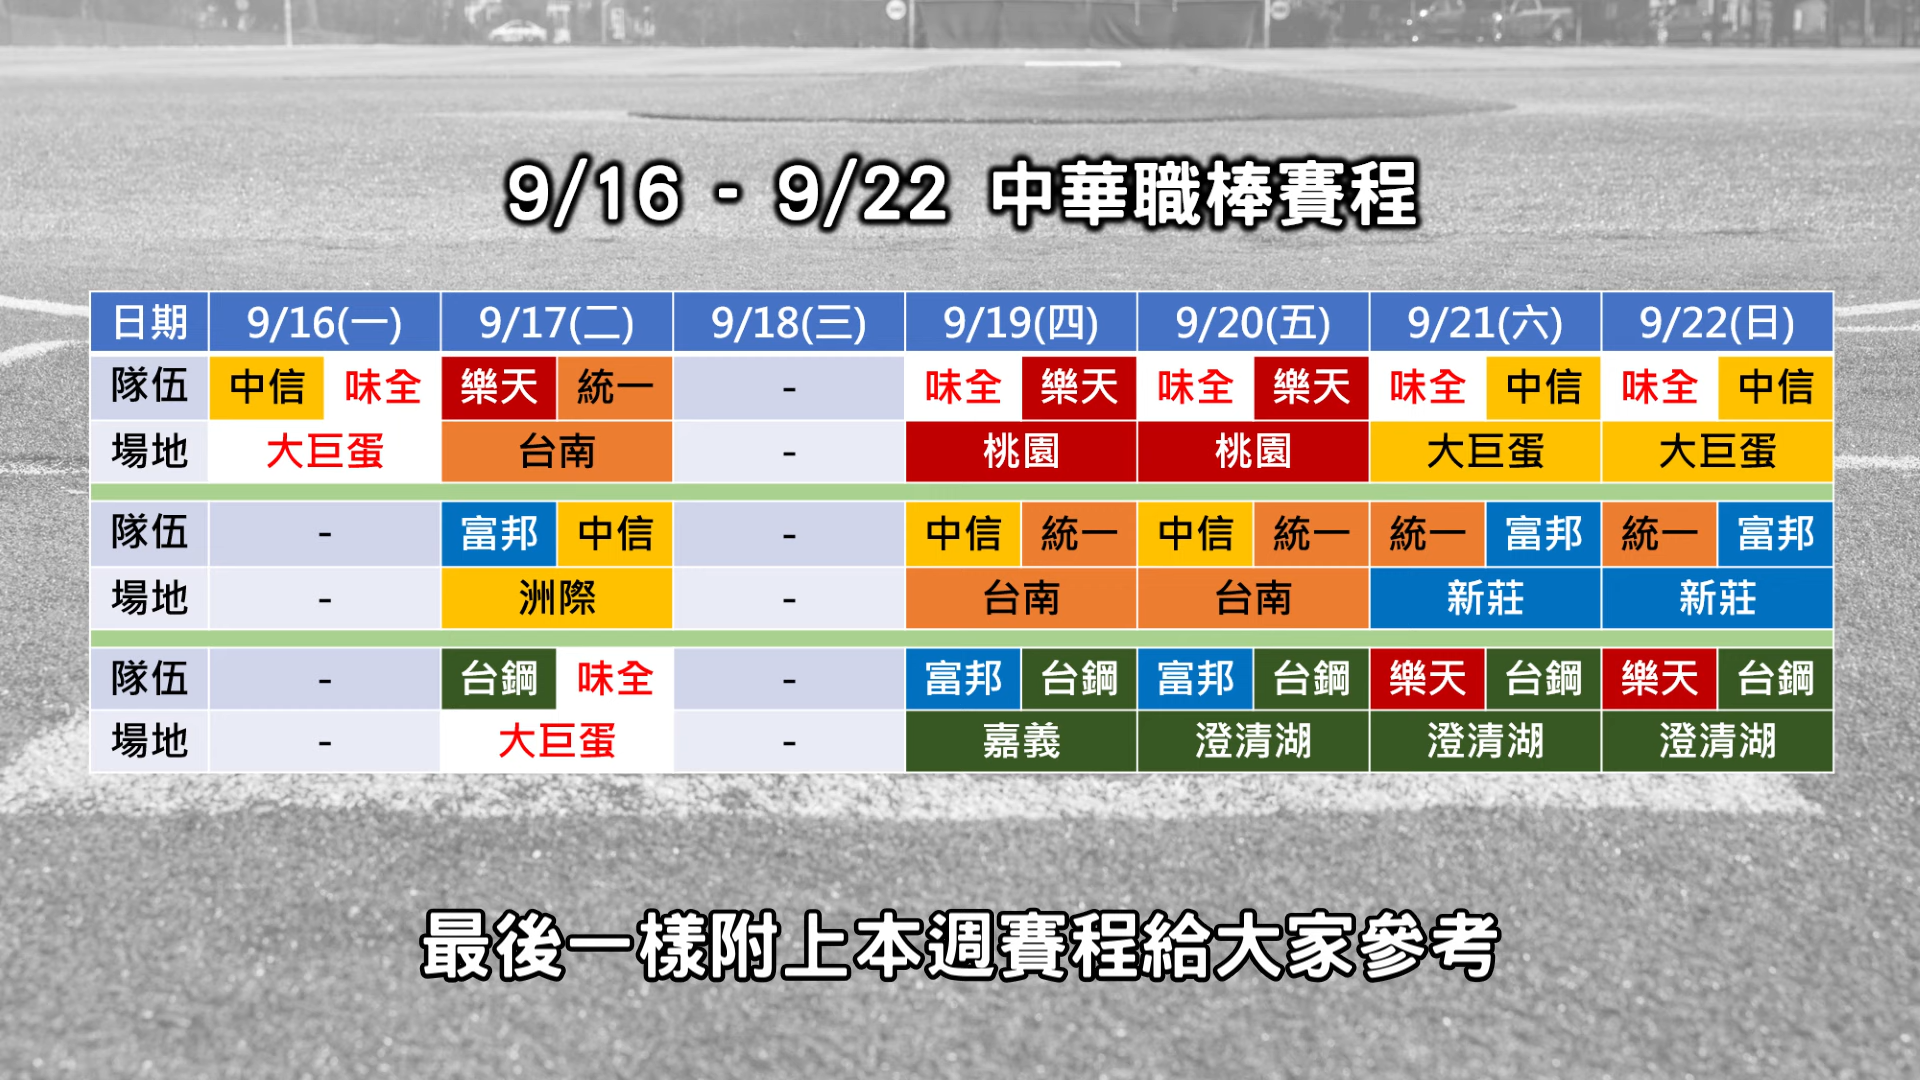 9/16 - 9/22 中華職棒賽程
日期 9/16(一) 9/17(二) 9/18(三) 9/19(四) 9/20(五) 9/21(六) 9/22(日)
隊伍 中信 味全 樂天 統一 - 味全 樂天 味全 樂天 味全 中信 味全 中信
場地 大巨蛋 台南 - 桃園 桃園 大巨蛋 大巨蛋
隊伍 - 富邦 中信 - 中信 統一 中信 統一 統一 富邦 統一 富邦
場地 - 洲際 - 台南 台南 新莊 新莊
隊伍 - 台鋼 味全 - 富邦 台鋼 富邦 台鋼 樂天 台鋼 樂天 台鋼
場地 - 大巨蛋 - 嘉義 澄清湖 澄清湖 澄清湖
最後一樣附上本週賽程給大家參考